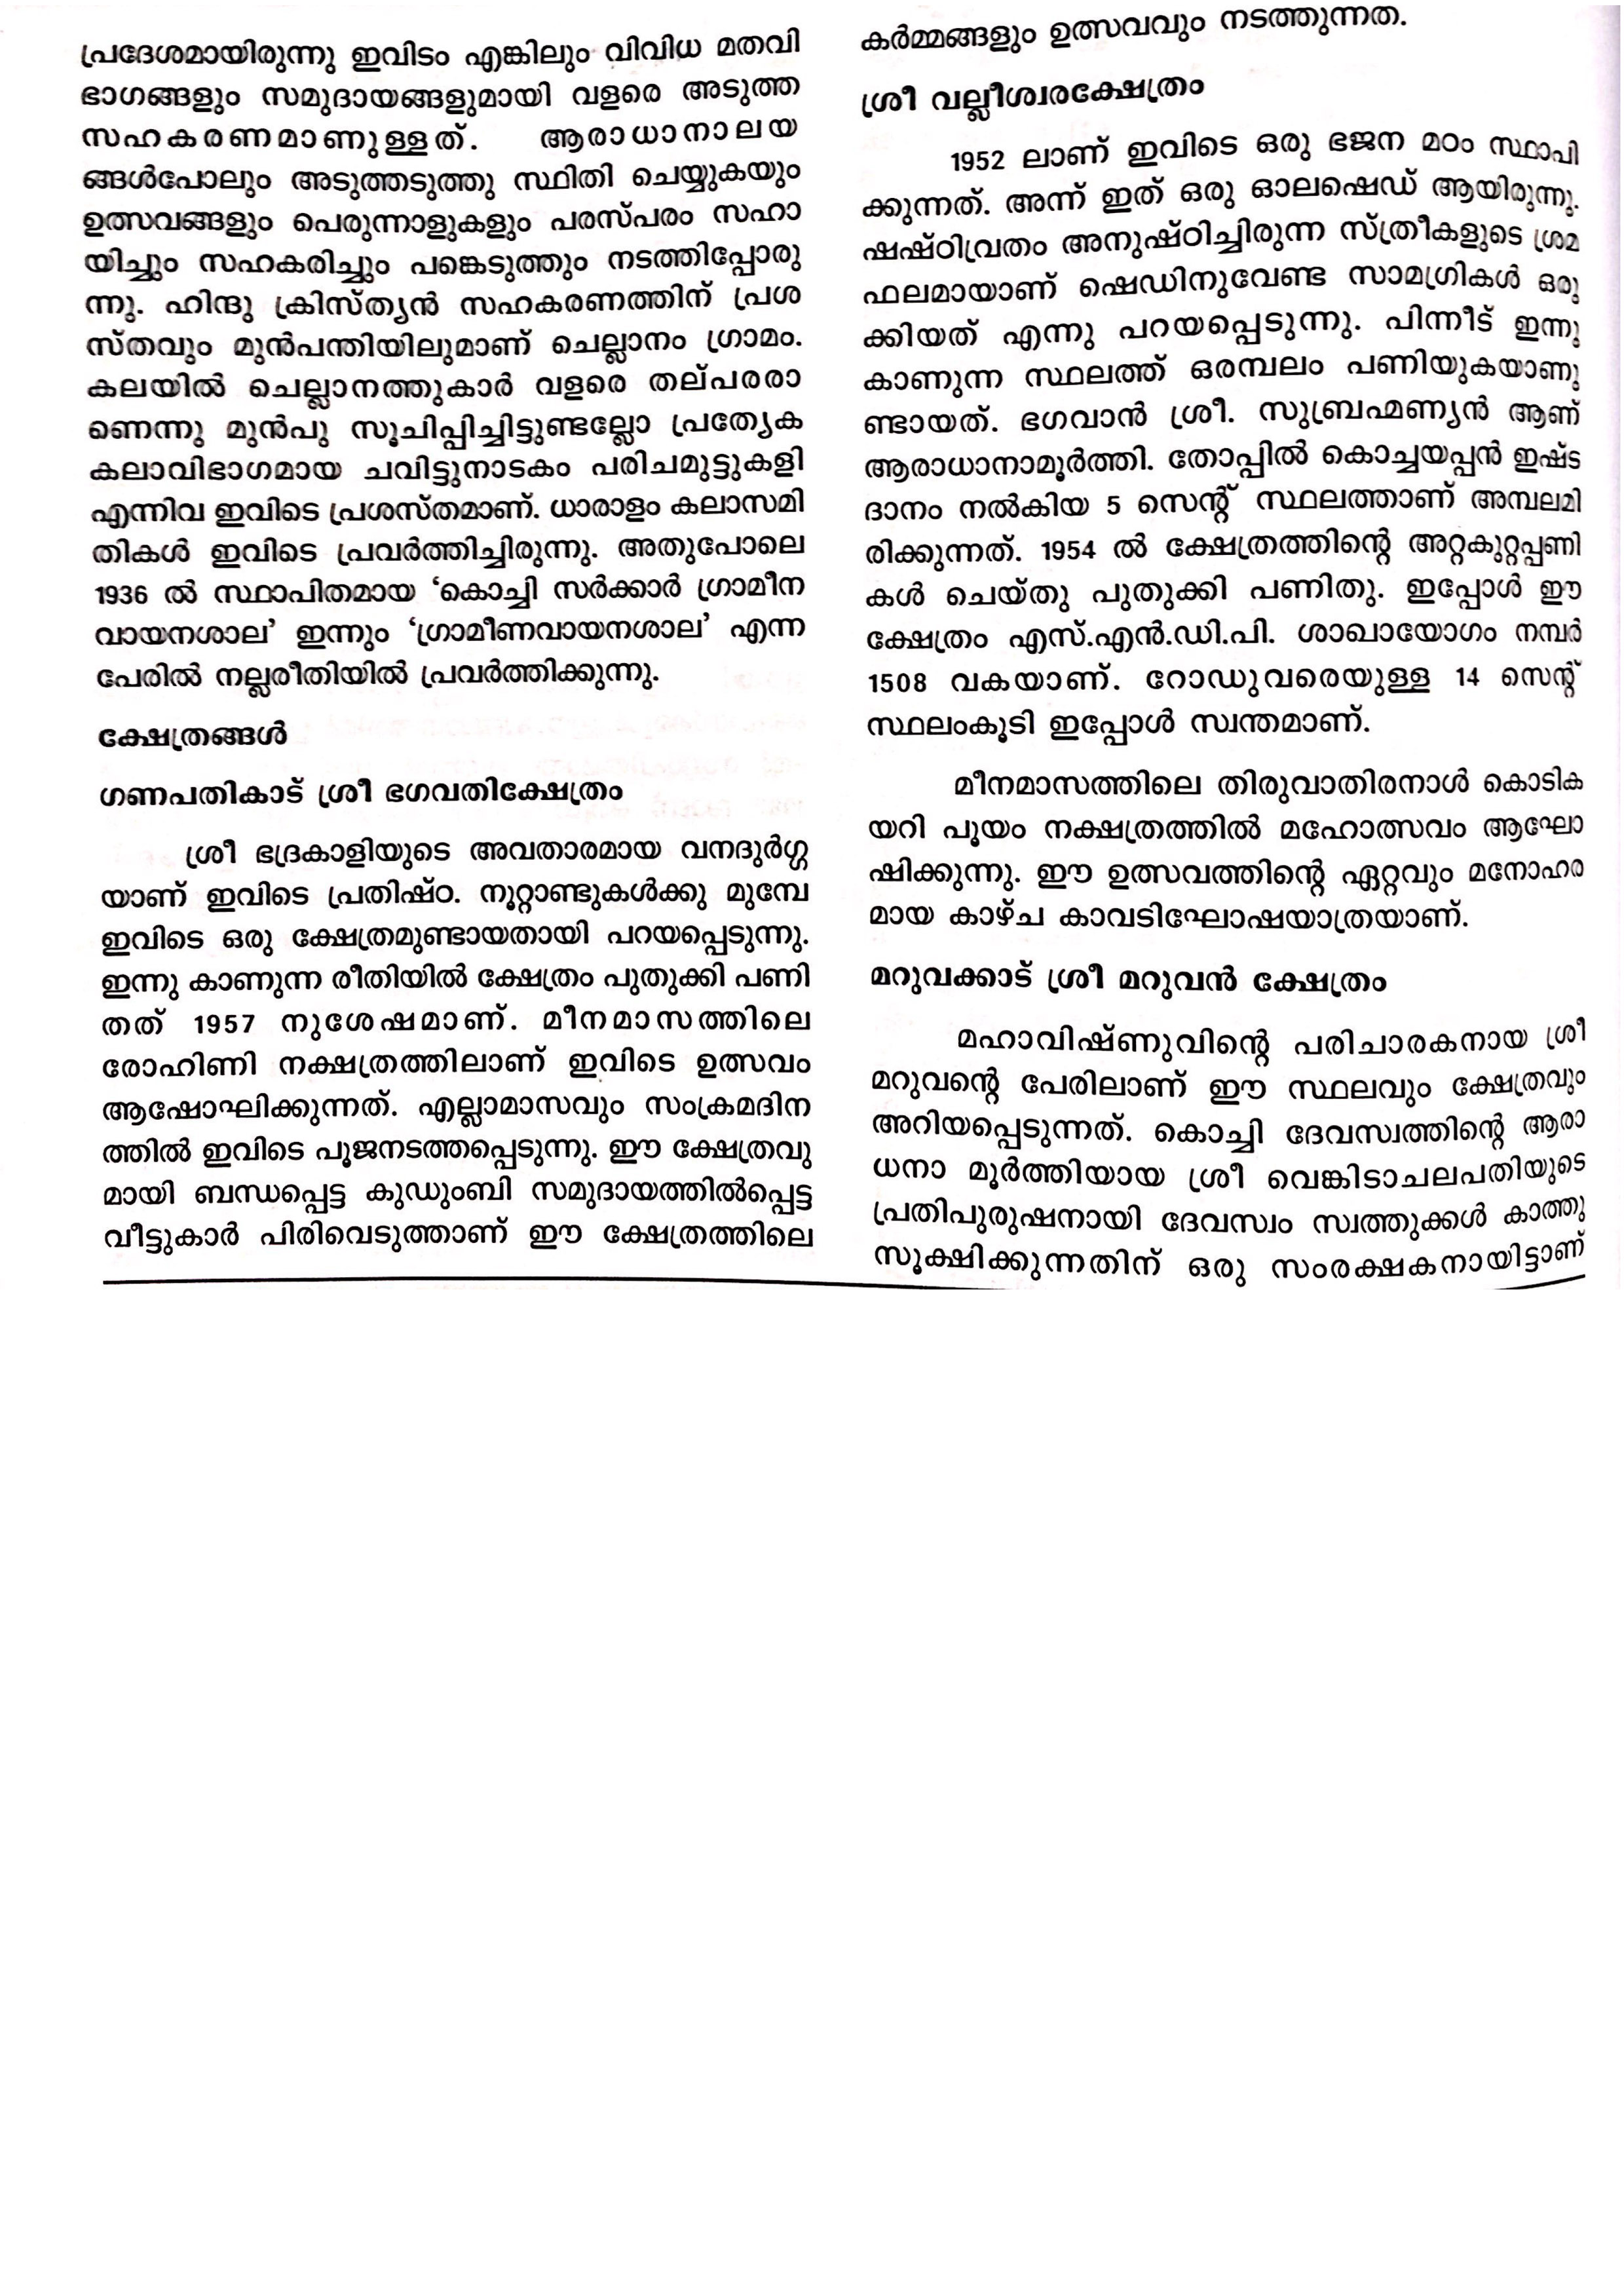 പ്രദേശമായിരുന്നു ഇവിടം എങ്കിലും വിവിധ മതവി
ഭാഗങ്ങളും സമുദായങ്ങളുമായി വളരെ അടുത്ത
സഹകരണമാണുള്ളത്. ആരാധാനാലയ
ങ്ങൾപോലും അടുത്തടുത്തു സ്ഥിതി ചെയ്യുകയും
ഉത്സവങ്ങളും പെരുന്നാളുകളും പരസ്പരം സഹാ
യിച്ചും സഹകരിച്ചും പങ്കെടുത്തും നടത്തിപ്പോരു
ന്നു. ഹിന്ദു ക്രിസ്ത്യൻ സഹകരണത്തിന് പ്രശ
സ്തവും മുൻപന്തിയിലുമാണ് ചെല്ലാനം ഗ്രാമം.
കലയിൽ ചെല്ലാനത്തുകാർ വളരെ തല്പരരാ
ണെന്നു മുൻപു സൂചിപ്പിച്ചിട്ടുണ്ടല്ലോ പ്രത്യേക
കലാവിഭാഗമായ ചവിട്ടുനാടകം പരിചമുട്ടുകളി
എന്നിവ ഇവിടെ പ്രശസ്തമാണ്. ധാരാളം കലാസമി
തികൾ ഇവിടെ പ്രവർത്തിച്ചിരുന്നു. അതുപോലെ
1936 ൽ സ്ഥാപിതമായ ‘കൊച്ചി സർക്കാർ ഗ്രാമീന
വായനശാല’ ഇന്നും ‘ഗ്രാമീണവായനശാല’ എന്ന
പേരിൽ നല്ലരീതിയിൽ പ്രവർത്തിക്കുന്നു.
ക്ഷേത്രങ്ങൾ
ഗണപതികാട് ശ്രീ ഭഗവതിക്ഷേത്രം
ശ്രീ ഭദ്രകാളിയുടെ അവതാരമായ വനദുർഗ്ഗ
യാണ് ഇവിടെ പ്രതിഷ്ഠ. നൂറ്റാണ്ടുകൾക്കു മുമ്പേ
ഇവിടെ ഒരു ക്ഷേത്രമുണ്ടായതായി പറയപ്പെടുന്നു.
ഇന്നു കാണുന്ന രീതിയിൽ ക്ഷേത്രം പുതുക്കി പണി
തത് 1957 നുശേഷമാണ്. മീനമാസത്തിലെ
രോഹിണി നക്ഷത്രത്തിലാണ് ഇവിടെ ഉത്സവം
ആഷോഘിക്കുന്നത്. എല്ലാമാസവും സംക്രമദിന
ത്തിൽ ഇവിടെ പൂജനടത്തപ്പെടുന്നു. ഈ ക്ഷേത്രവു
മായി ബന്ധപ്പെട്ട കുഡുംബി സമുദായത്തിൽപ്പെട്ട
വീട്ടുകാർ പിരിവെടുത്താണ് ഈ ക്ഷേത്രത്തിലെ
കർമ്മങ്ങളും ഉത്സവവും നടത്തുന്നത.
ശ്രീ വല്ലീശ്വരക്ഷേത്രം
1952 ലാണ് ഇവിടെ ഒരു ഭജന മഠം സ്ഥാപി
ക്കുന്നത്. അന്ന് ഇത് ഒരു ഓലഷെഡ് ആയിരുന്നു.
ഷഷ്ഠിവ്രതം അനുഷ്ഠിച്ചിരുന്ന സ്ത്രീകളുടെ ശ്രമ
ഫലമായാണ് ഷെഡിനുവേണ്ട സാമഗ്രികൾ ഒരു
ക്കിയത് എന്നു പറയപ്പെടുന്നു. പിന്നീട് ഇന്നു
കാണുന്ന സ്ഥലത്ത് ഒരമ്പലം പണിയുകയാണു
ണ്ടായത്. ഭഗവാൻ ശ്രീ. സുബ്രഹ്മണ്യൻ ആണ്
ആരാധാനാമൂർത്തി. തോപ്പിൽ കൊച്ചയപ്പൻ ഇഷ്ട
ദാനം നൽകിയ 5 സെന്റ് സ്ഥലത്താണ് അമ്പലമി
രിക്കുന്നത്. 1954 ൽ ക്ഷേത്രത്തിന്റെ അറ്റകുറ്റപ്പണി
കൾ ചെയ്തു പുതുക്കി പണിതു. ഇപ്പോൾ ഈ
ക്ഷേത്രം എസ്.എൻ.ഡി.പി. ശാഖായോഗം നമ്പർ
1508 വകയാണ്. റോഡുവരെയുള്ള 14 സെന്റ്
സ്ഥലംകൂടി ഇപ്പോൾ സ്വന്തമാണ്.
മീനമാസത്തിലെ തിരുവാതിരനാൾ കൊടിക
യറി പൂയം നക്ഷത്രത്തിൽ മഹോത്സവം ആഘോ
ഷിക്കുന്നു. ഈ ഉത്സവത്തിന്റെ ഏറ്റവും മനോഹര
മായ കാഴ്ച കാവടിഘോഷയാത്രയാണ്.
മറുവക്കാട് ശ്രീ മറുവൻ ക്ഷേത്രം
മഹാവിഷ്ണുവിന്റെ പരിചാരകനായ ശ്രീ
മറുവന്റെ പേരിലാണ് ഈ സ്ഥലവും ക്ഷേത്രവും
അറിയപ്പെടുന്നത്. കൊച്ചി ദേവസ്വത്തിന്റെ ആരാ
ധനാ മൂർത്തിയായ ശ്രീ വെങ്കിടാചലപതിയുടെ
പ്രതിപുരുഷനായി ദേവസ്വം സ്വത്തുക്കൾ കാത്തു
സൂക്ഷിക്കുന്നതിന് ഒരു സംരക്ഷകനായിട്ടാണ്